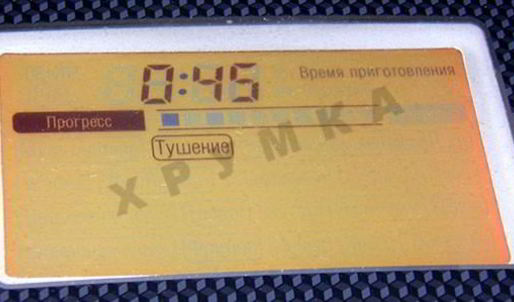 0:45 Время приготовления
Прогресс
Тушение
ХРУМКА